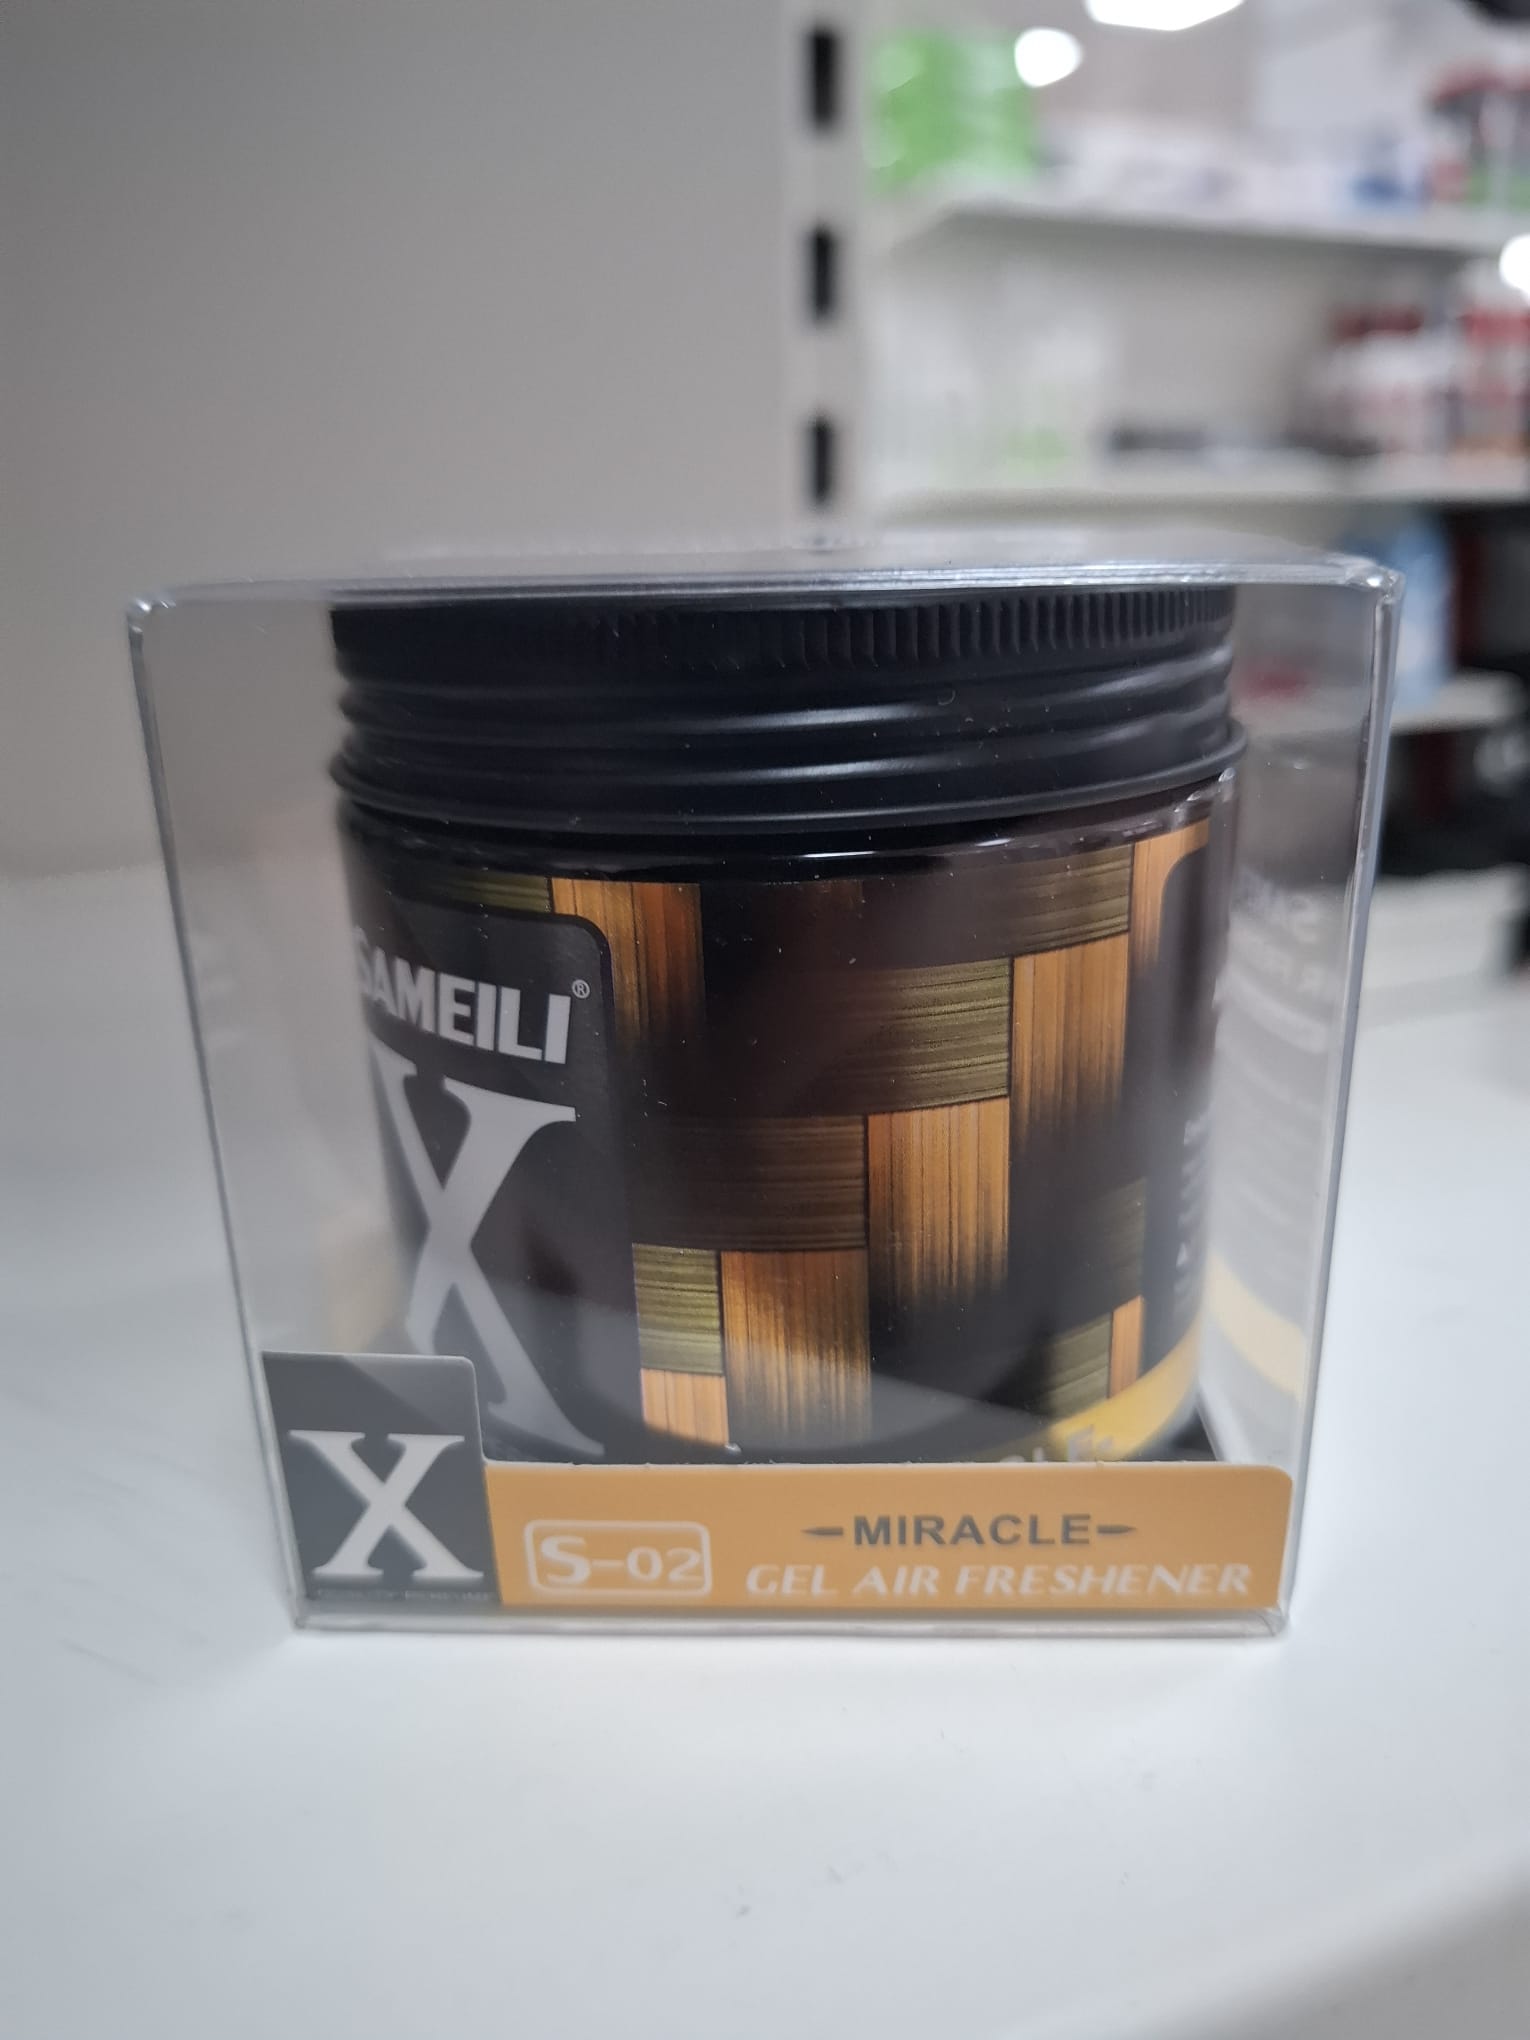 SAMEILI®
X
X
S-02
-MIRACLE-
GEL AIR FRESHENER